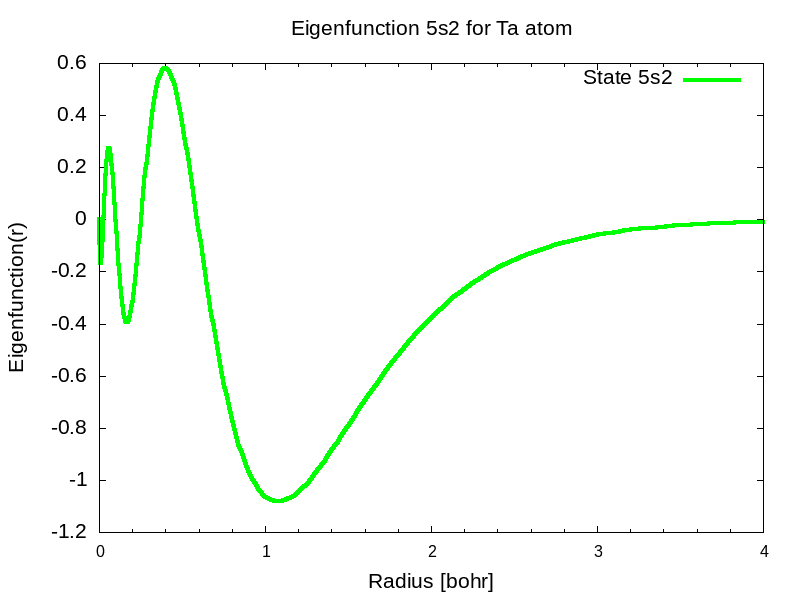 Eigenfunction 5s2 for Ta atom
State 5s2
0.6
0.4
0.2
0
-0.2
-0.4
-0.6
-0.8
-1
-1.2
Eigenfunction(r)
0 1 2 3 4
Radius [bohr]